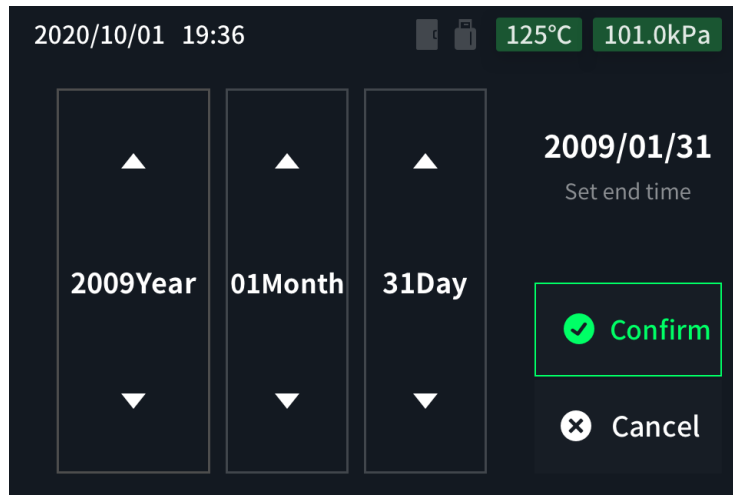 2020/10/01 19:36
125℃ 101.0kPa
2009Year 01Month 31Day
2009/01/31
Set end time
Confirm
Cancel